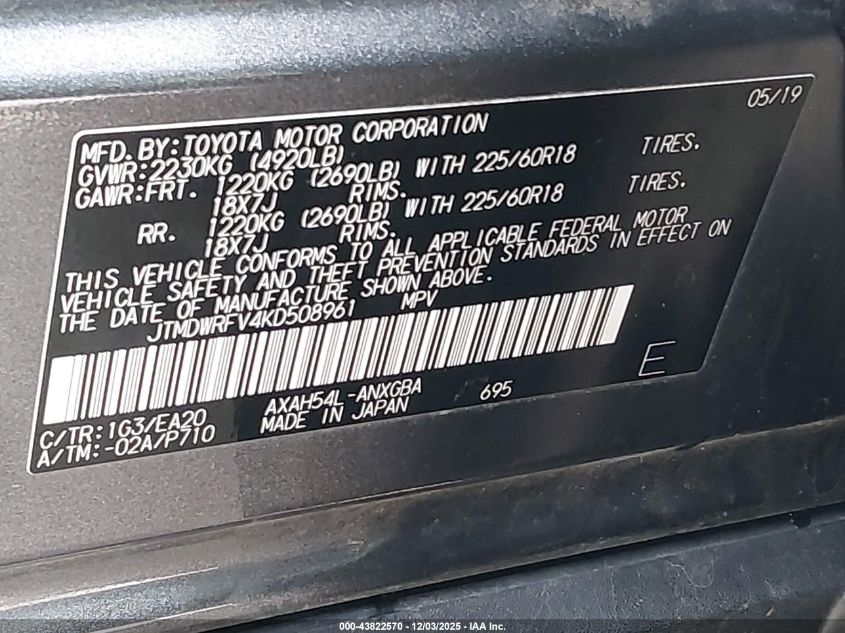 05/19
MFD. BY: TOYOTA MOTOR CORPORATION
GVWR: 2230KG (4920LB)
GAWR: FRT. 1220KG (2690LB) WITH 225/60R18 TIRES.
18X7J RIMS.
RR. 1220KG (2690LB) WITH 225/60R18 TIRES.
18X7J RIMS.
THIS VEHICLE CONFORMS TO ALL APPLICABLE FEDERAL MOTOR
VEHICLE SAFETY AND THEFT PREVENTION STANDARDS IN EFFECT ON
THE DATE OF MANUFACTURE SHOWN ABOVE.
JTMDWRFV4KD508961 MPV
E
C/TR: 1G3/EA20 AXAH54L-ANXGBA 695
A/TM: -02A/P710 MADE IN JAPAN
000-43822570 - 12/03/2025 - IAA Inc.